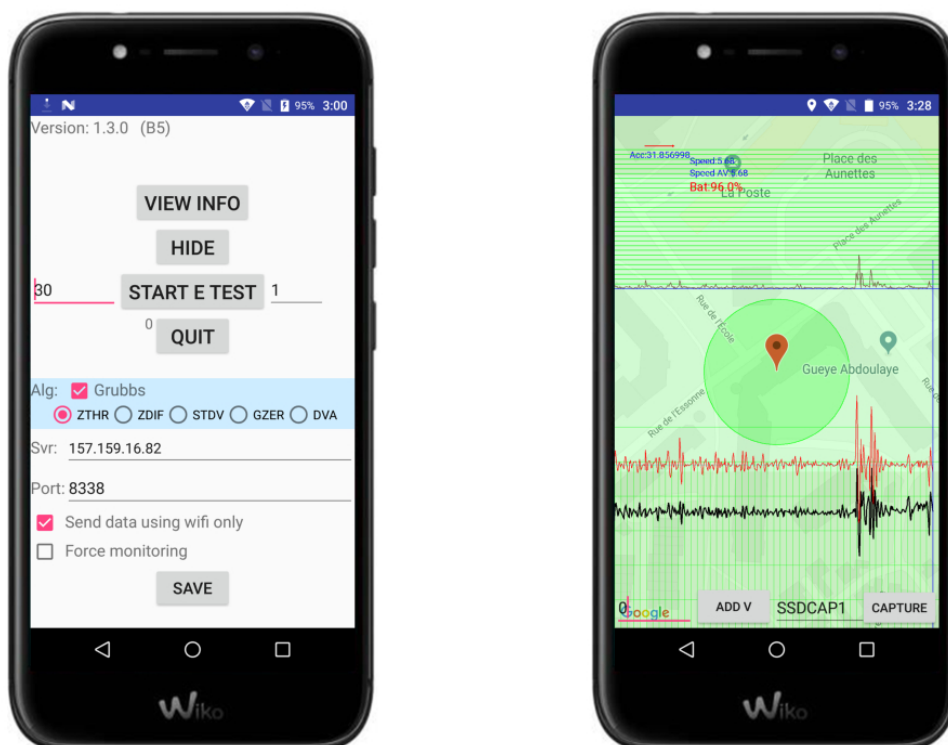 95% 3:00
Version: 1.3.0 (B5)
VIEW INFO
HIDE
30 START E TEST 1
0 QUIT
Alg: Grubbs
ZTHR ZDIF STDV GZER DVA
Svr: 157.159.16.82
Port: 8338
Send data using wifi only
Force monitoring
SAVE
Wiko
95% 3:28
Acc:31.856998
Speed:5.68
Speed AV:5.68
Bat:96.0%
La Poste
Place des
Aunettes
Place des Aunettes
Rue de l'École
Gueye Abdoulaye
Rue de l'Essonne
Rue de
0 Google ADD V SSDCAP1 CAPTURE
Wiko